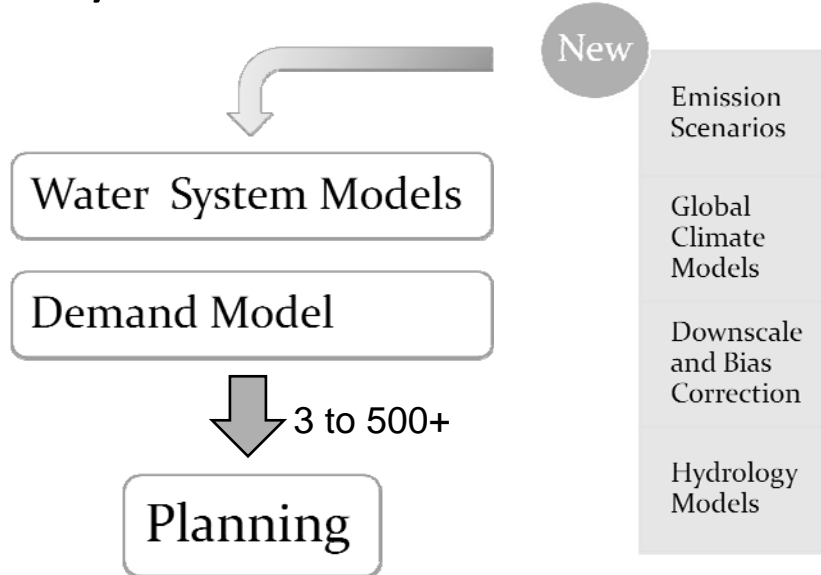 New
Emission
Scenarios
Water System Models
Global
Climate
Models
Demand Model
Downscale
and Bias
Correction
3 to 500+
Hydrology
Models
Planning